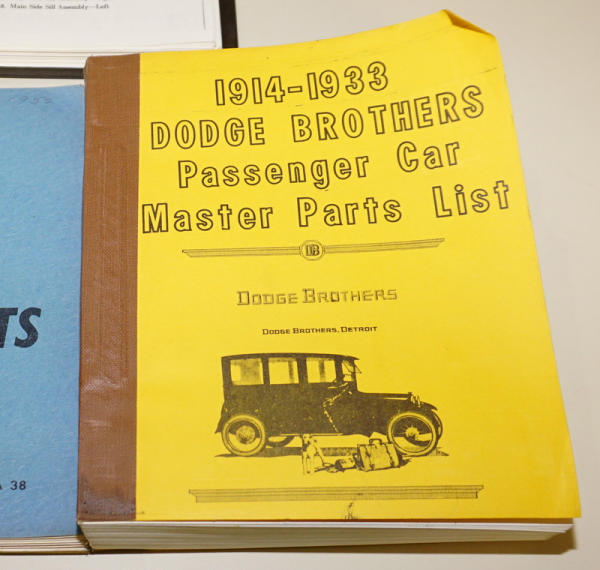 8. Main Side Sill Assembly—Left
1953
1914-1933
DODGE BROTHERS
Passenger Car
Master Parts List
DB
DODGE BROTHERS
DODGE BROTHERS, DETROIT
TS
A 38